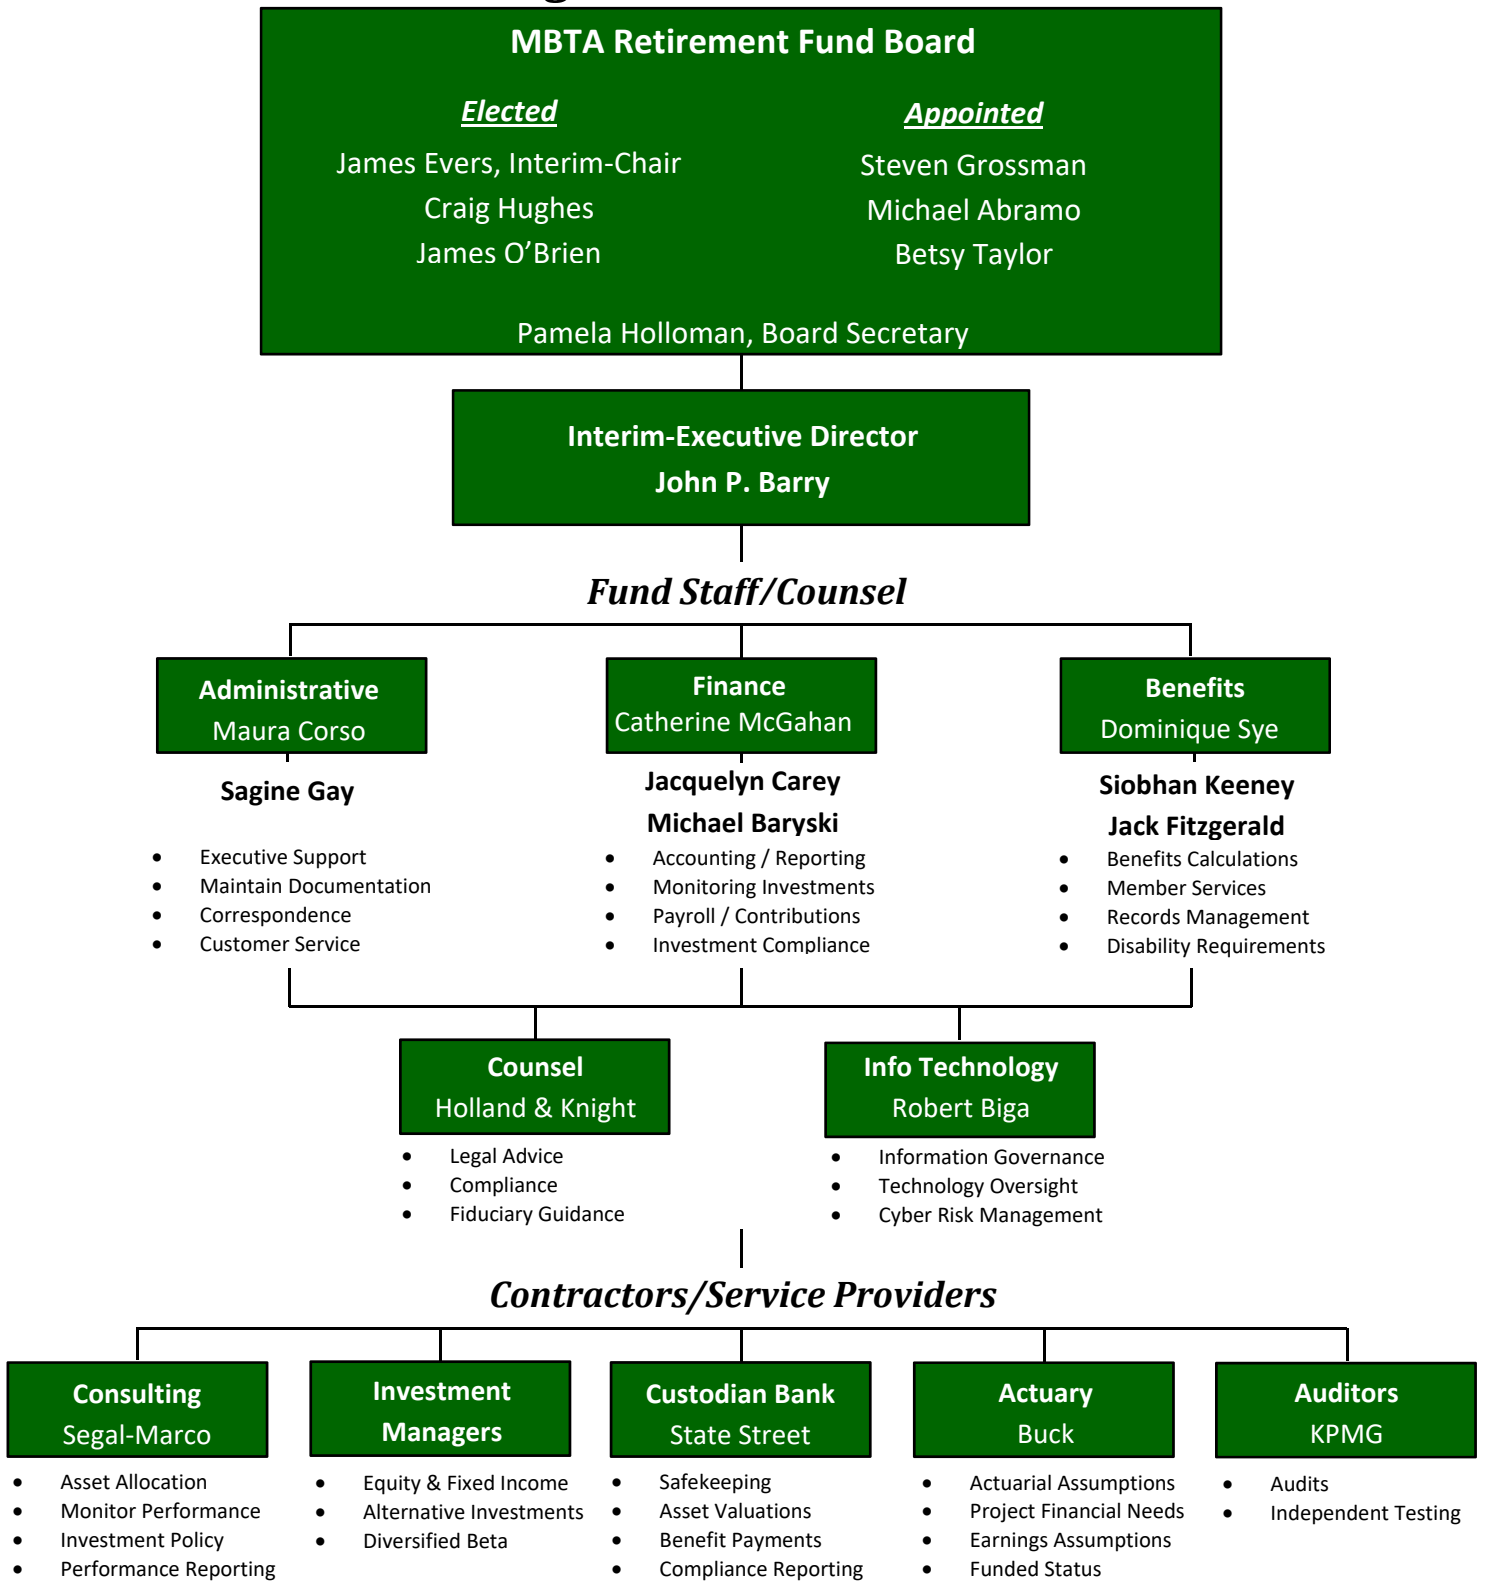 MBTA Retirement Fund Board
Elected
James Evers, Interim-Chair
Craig Hughes
James O’Brien
Appointed
Steven Grossman
Michael Abramo
Betsy Taylor
Pamela Holloman, Board Secretary
Interim-Executive Director
John P. Barry
Fund Staff/Counsel
Administrative
Maura Corso
Sagine Gay
• Executive Support
• Maintain Documentation
• Correspondence
• Customer Service
Finance
Catherine McGahan
Jacquelyn Carey
Michael Baryski
• Accounting / Reporting
• Monitoring Investments
• Payroll / Contributions
• Investment Compliance
Benefits
Dominique Sye
Siobhan Keeney
Jack Fitzgerald
• Benefits Calculations
• Member Services
• Records Management
• Disability Requirements
Counsel
Holland & Knight
• Legal Advice
• Compliance
• Fiduciary Guidance
Info Technology
Robert Biga
• Information Governance
• Technology Oversight
• Cyber Risk Management
Contractors/Service Providers
Consulting
Segal-Marco
• Asset Allocation
• Monitor Performance
• Investment Policy
• Performance Reporting
Investment
Managers
• Equity & Fixed Income
• Alternative Investments
• Diversified Beta
Custodian Bank
State Street
• Safekeeping
• Asset Valuations
• Benefit Payments
• Compliance Reporting
Actuary
Buck
• Actuarial Assumptions
• Project Financial Needs
• Earnings Assumptions
• Funded Status
Auditors
KPMG
• Audits
• Independent Testing